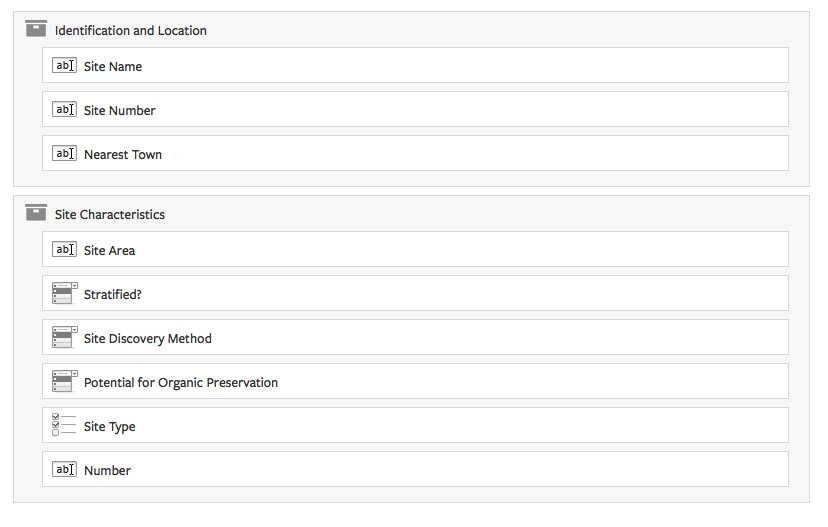 Identification and Location
ab Site Name
ab Site Number
ab Nearest Town
Site Characteristics
ab Site Area
Stratified?
Site Discovery Method
Potential for Organic Preservation
Site Type
ab Number